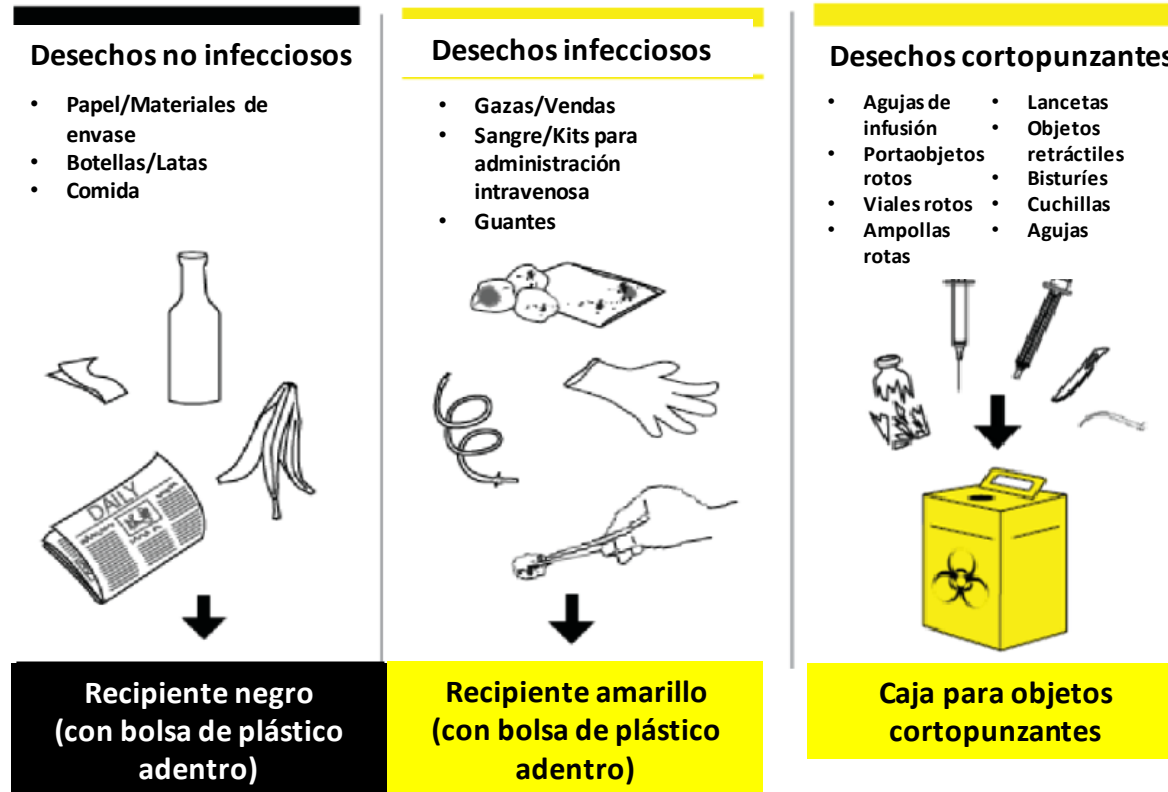 Desechos no infecciosos
• Papel/Materiales de
envase
• Botellas/Latas
• Comida
DAILY
Recipiente negro
(con bolsa de plástico
adentro)
Desechos infecciosos
• Gazas/Vendas
• Sangre/Kits para
administración
intravenosa
• Guantes
Recipiente amarillo
(con bolsa de plástico
adentro)
Desechos cortopunzantes
• Agujas de
infusión
• Portaobjetos
rotos
• Viales rotos
• Ampollas
rotas
• Lancetas
• Objetos
retráctiles
• Bisturíes
• Cuchillas
• Agujas
Caja para objetos
cortopunzantes